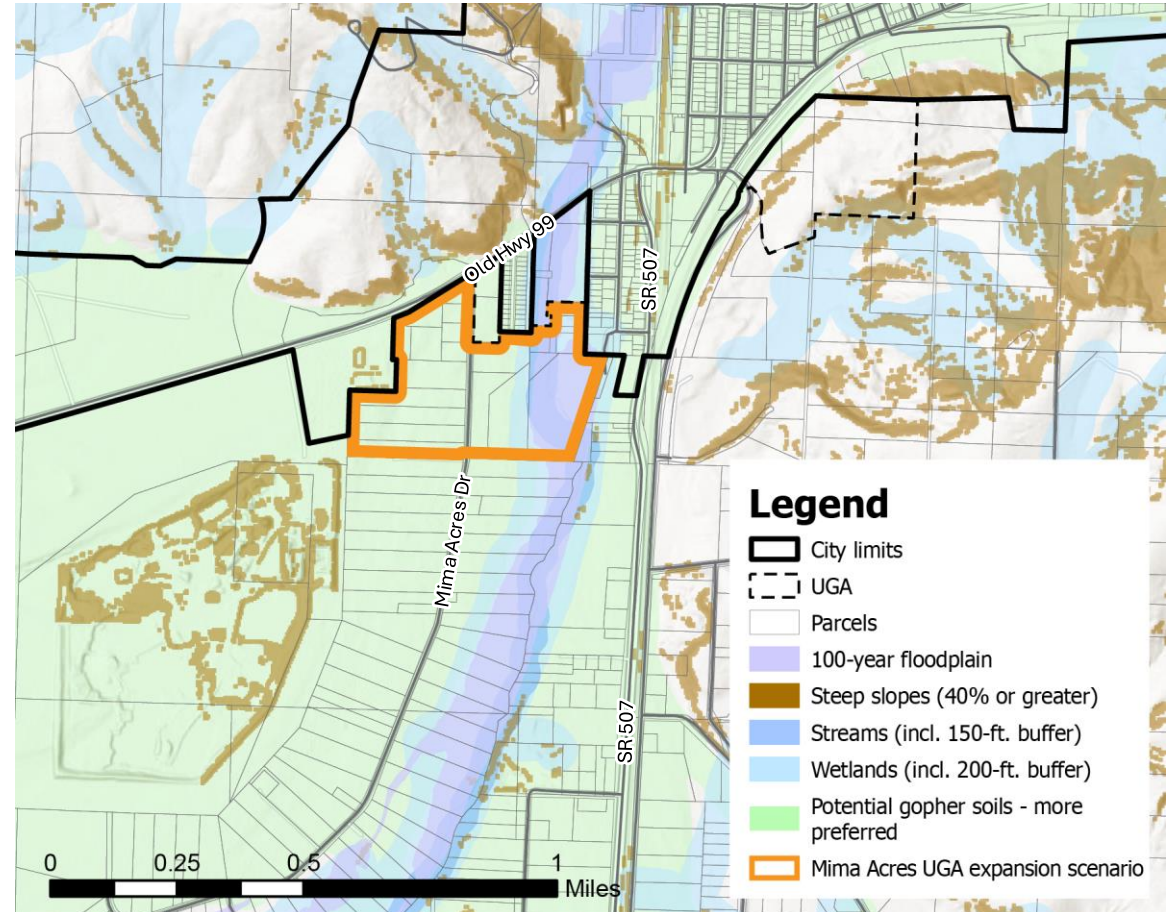 Old Hwy 99
SR 507
Mima Acres Dr
SR 507
Legend
City limits
UGA
Parcels
100-year floodplain
Steep slopes (40% or greater)
Streams (incl. 150-ft. buffer)
Wetlands (incl. 200-ft. buffer)
Potential gopher soils - more
preferred
Mima Acres UGA expansion scenario
0 0.25 0.5 1
Miles